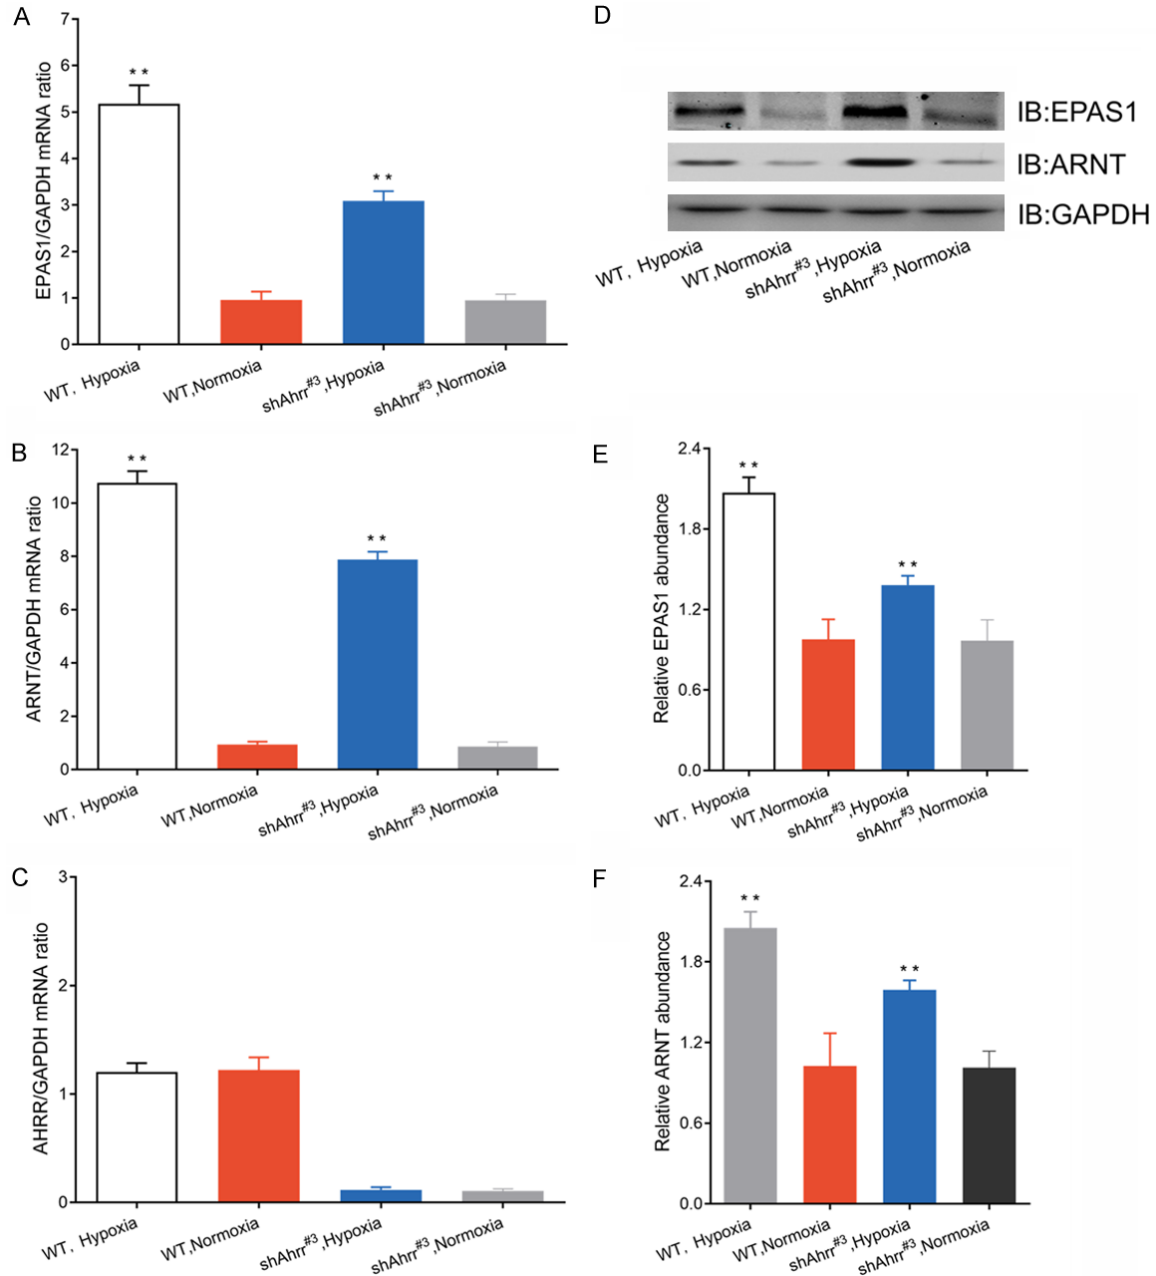 A
EPAS1/GAPDH mRNA ratio
7
6
5
4
3
2
1
0
**
**
WT, Hypoxia
WT,Normoxia
shAhrr#3,Hypoxia
shAhrr#3,Normoxia
B
ARNT/GAPDH mRNA ratio
12
10
8
6
4
2
0
**
**
WT, Hypoxia
WT,Normoxia
shAhrr#3,Hypoxia
shAhrr#3,Normoxia
C
AHRR/GAPDH mRNA ratio
3
2
1
0
WT, Hypoxia
WT,Normoxia
shAhrr#3,Hypoxia
shAhrr#3,Normoxia
D
IB:EPAS1
IB:ARNT
IB:GAPDH
WT, Hypoxia
WT,Normoxia
shAhrr#3,Hypoxia
shAhrr#3,Normoxia
E
Relative EPAS1 abundance
2.4
1.8
1.2
0.6
0.0
**
**
WT, Hypoxia
WT,Normoxia
shAhrr#3,Hypoxia
shAhrr#3,Normoxia
F
Relative ARNT abundance
2.4
1.8
1.2
0.6
0.0
**
**
WT, Hypoxia
WT,Normoxia
shAhrr#3,Hypoxia
shAhrr#3,Normoxia